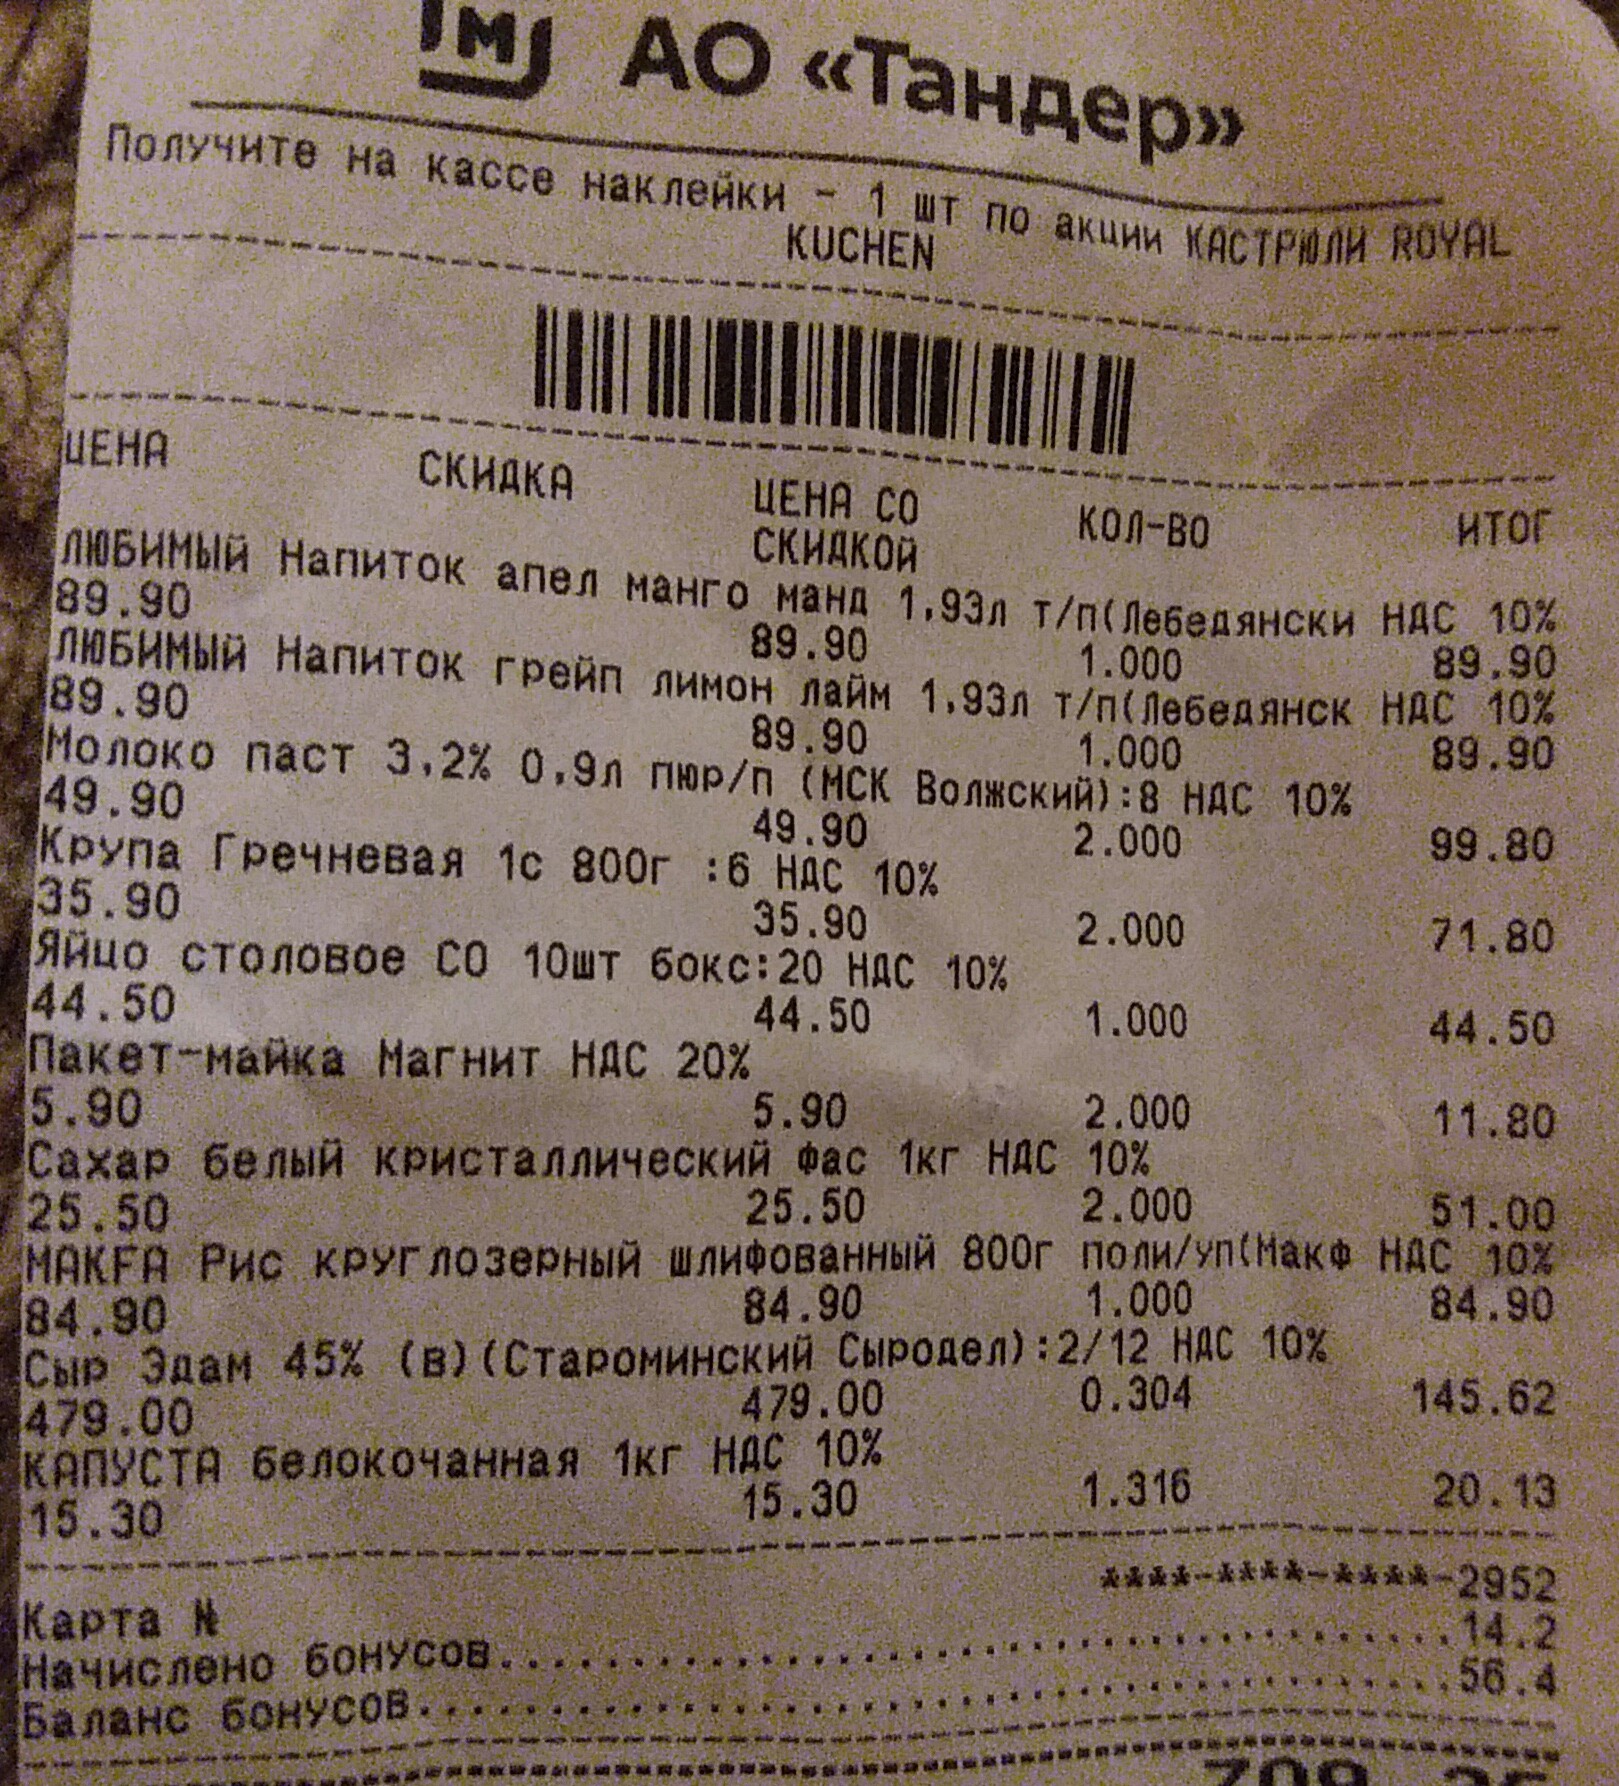 М АО «Тандер»
Получите на кассе наклейки - 1 шт по акции КАСТРЮЛИ ROYAL
KUCHEN
ЦЕНА СКИДКА ЦЕНА СО СКИДКОЙ КОЛ-ВО ИТОГ
ЛЮБИМЫЙ Напиток апел манго манд 1,93л т/п(Лебедянски НДС 10%
89.90 89.90 1.000 89.90
ЛЮБИМЫЙ Напиток грейп лимон лайм 1,93л т/п(Лебедянск НДС 10%
89.90 89.90 1.000 89.90
Молоко паст 3,2% 0,9л пюр/п (МСК Волжский):8 НДС 10%
49.90 49.90 2.000 99.80
Крупа Гречневая 1с 800г :6 НДС 10%
35.90 35.90 2.000 71.80
Яйцо столовое СО 10шт бокс:20 НДС 10%
44.50 44.50 1.000 44.50
Пакет-майка Магнит НДС 20%
5.90 5.90 2.000 11.80
Сахар белый кристаллический фас 1кг НДС 10%
25.50 25.50 2.000 51.00
MAKFA Рис круглозерный шлифованный 800г поли/уп(Макф НДС 10%
84.90 84.90 1.000 84.90
Сыр Эдам 45% (в)(Староминский Сыродел):2/12 НДС 10%
479.00 479.00 0.304 145.62
КАПУСТА белокочанная 1кг НДС 10%
15.30 15.30 1.316 20.13
Карта № ****-****-****-2952
Начислено бонусов 14.2
Баланс бонусов 56.4